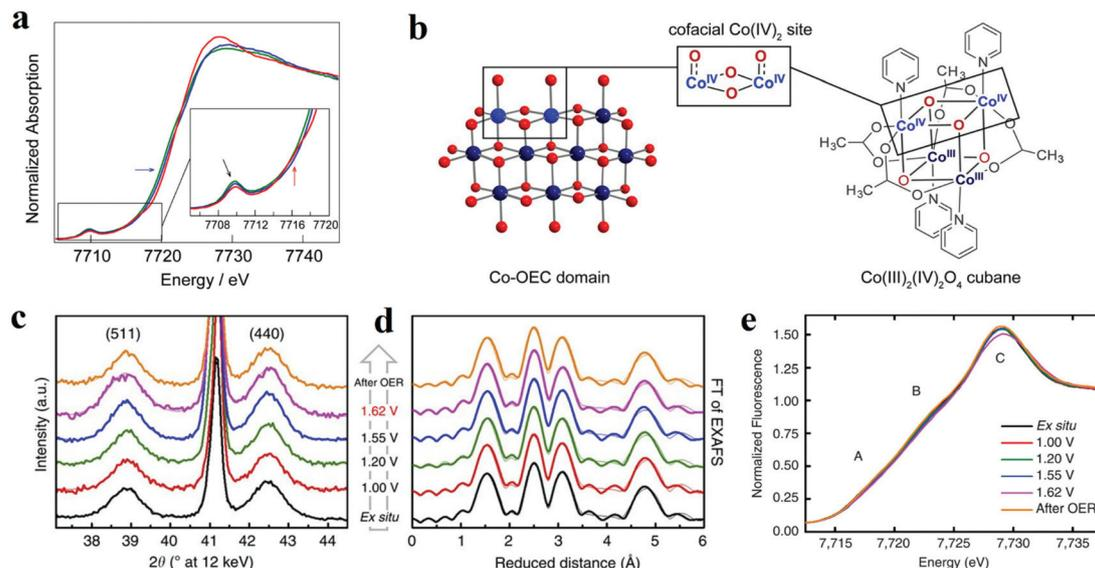 a
Normalized Absorption
7708 7712 7716 7720
7710 7720 7730 7740
Energy / eV
b
cofacial Co(IV)₂ site
O O
Co^IV O Co^IV
O
Co-OEC domain
N N
CH₃
O O Co^IV O
Co^IV O O
O Co^III O CH₃
O O Co^III O
H₃C O O
H₃C
N N
Co(III)₂(IV)₂O₄ cubane
c
(511) (440)
Intensity (a.u.)
38 39 40 41 42 43 44
2θ (° at 12 keV)
After OER
1.62 V
1.55 V
1.20 V
1.00 V
Ex situ
d
FT of EXAFS
0 1 2 3 4 5 6
Reduced distance (Å)
e
Normalized Fluorescence
1.50
1.25
1.00
0.75
0.50
0.25
0.00
A
B
C
Ex situ
1.00 V
1.20 V
1.55 V
1.62 V
After OER
7,715 7,720 7,725 7,730 7,735
Energy (eV)